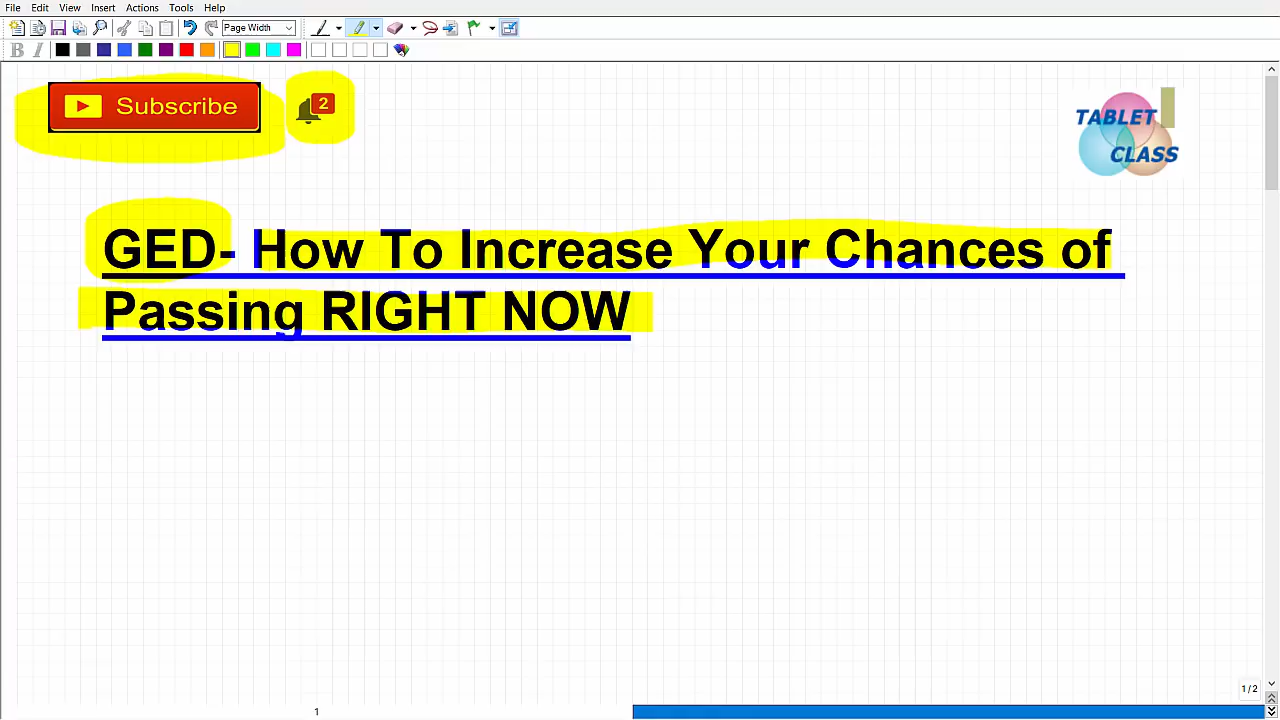 File Edit View Insert Actions Tools Help
Page Width
B I
Subscribe 2
TABLET
CLASS
GED- How To Increase Your Chances of
Passing RIGHT NOW
1/2
1